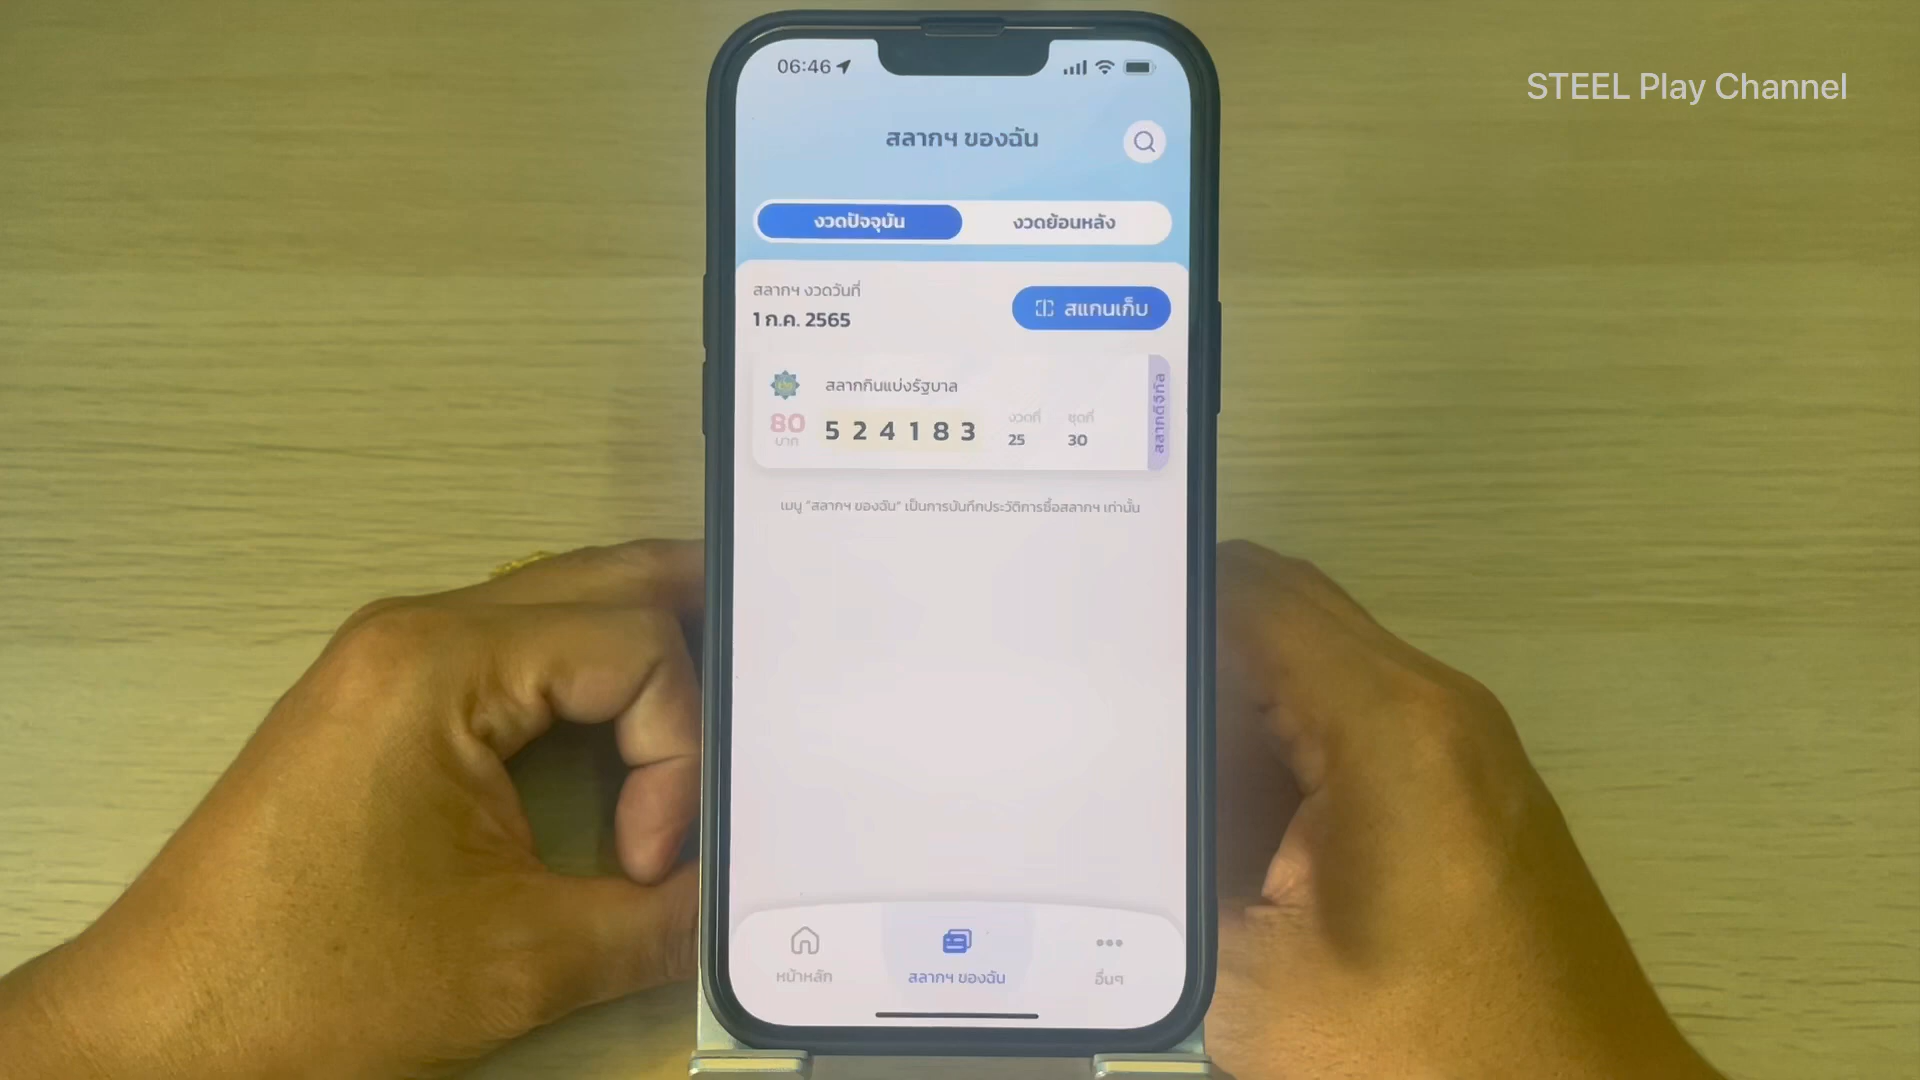 STEEL Play Channel
06:46
สลากฯ ของฉัน
งวดปัจจุบัน
งวดย้อนหลัง
สลากฯ งวดวันที่
1 ก.ค. 2565
สแกนเก็บ
สลากกินแบ่งรัฐบาล
80
บาท
5 2 4 1 8 3
งวดที่
25
ชุดที่
30
สลากดิจิทัล
เมนู "สลากฯ ของฉัน" เป็นการบันทึกประวัติการซื้อสลากฯ เท่านั้น
หน้าหลัก
สลากฯ ของฉัน
อื่นๆ